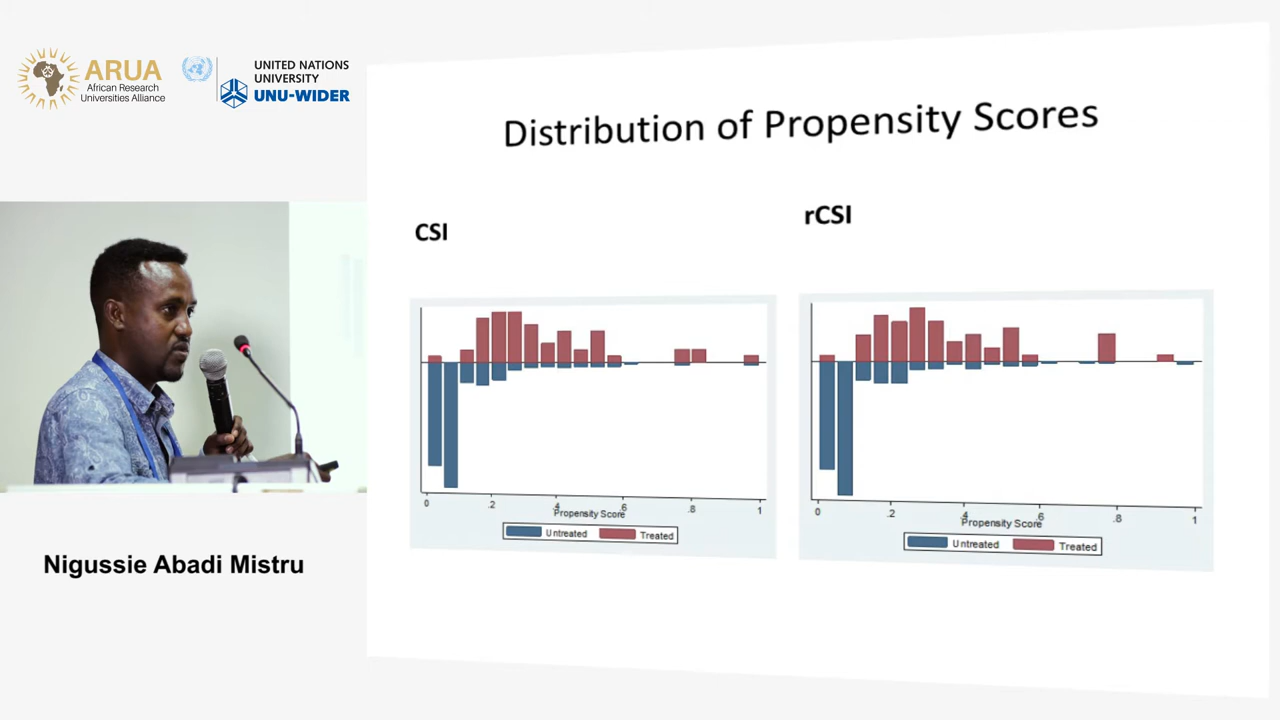 ARUA
African Research
Universities Alliance
UNITED NATIONS
UNIVERSITY
UNU-WIDER
Distribution of Propensity Scores
CSI
rCSI
0 .2 .4 .6 .8 1
Propensity Score
Untreated Treated
0 .2 .4 .6 .8 1
Propensity Score
Untreated Treated
Nigussie Abadi Mistru